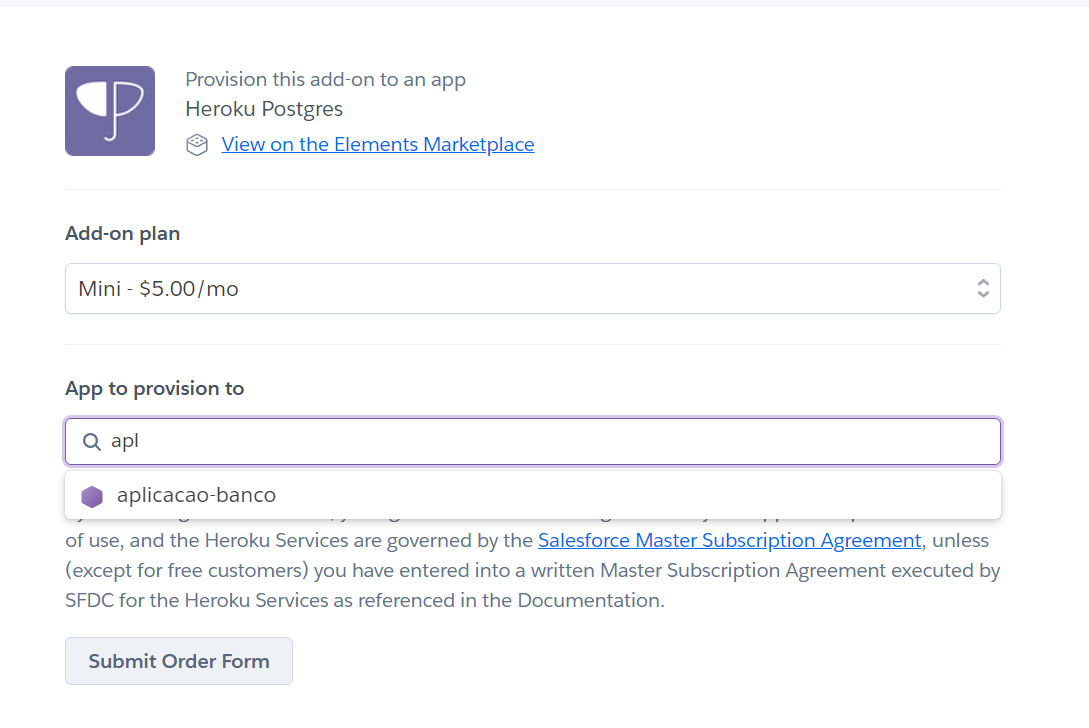 Provision this add-on to an app
Heroku Postgres
View on the Elements Marketplace
Add-on plan
Mini - $5.00/mo
App to provision to
apl
aplicacao-banco
of use, and the Heroku Services are governed by the Salesforce Master Subscription Agreement, unless
(except for free customers) you have entered into a written Master Subscription Agreement executed by
SFDC for the Heroku Services as referenced in the Documentation.
Submit Order Form